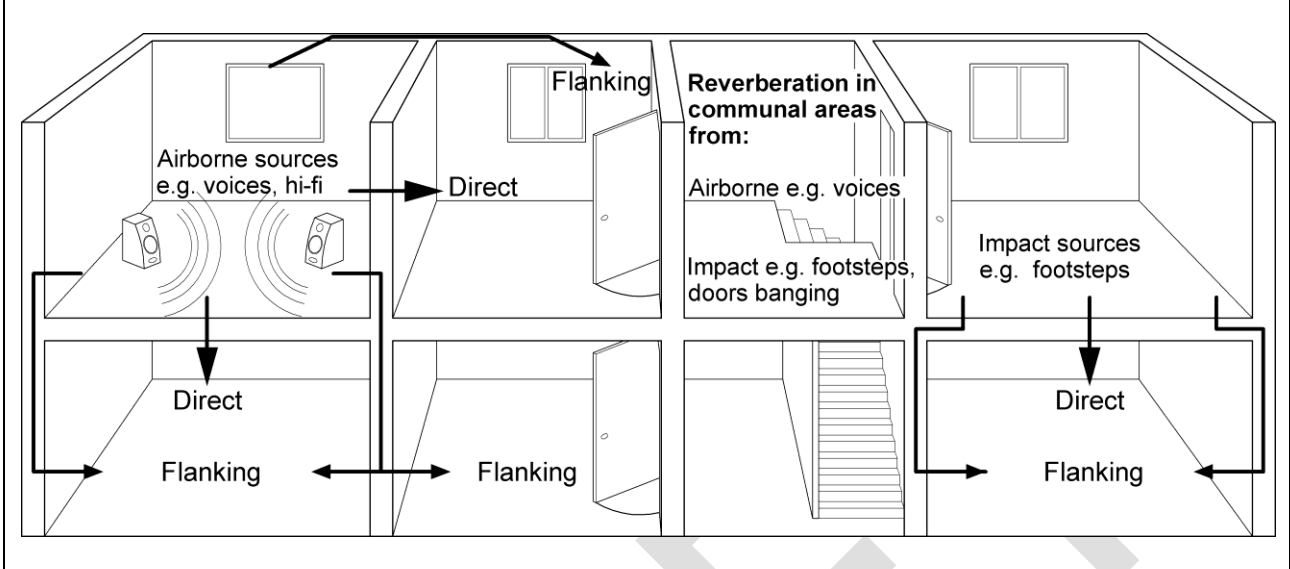 Flanking
Reverberation in
communal areas
from:
Airborne sources
e.g. voices, hi-fi
Direct
Airborne e.g. voices
Impact e.g. footsteps,
doors banging
Impact sources
e.g. footsteps
Direct
Direct
Flanking
Flanking
Flanking